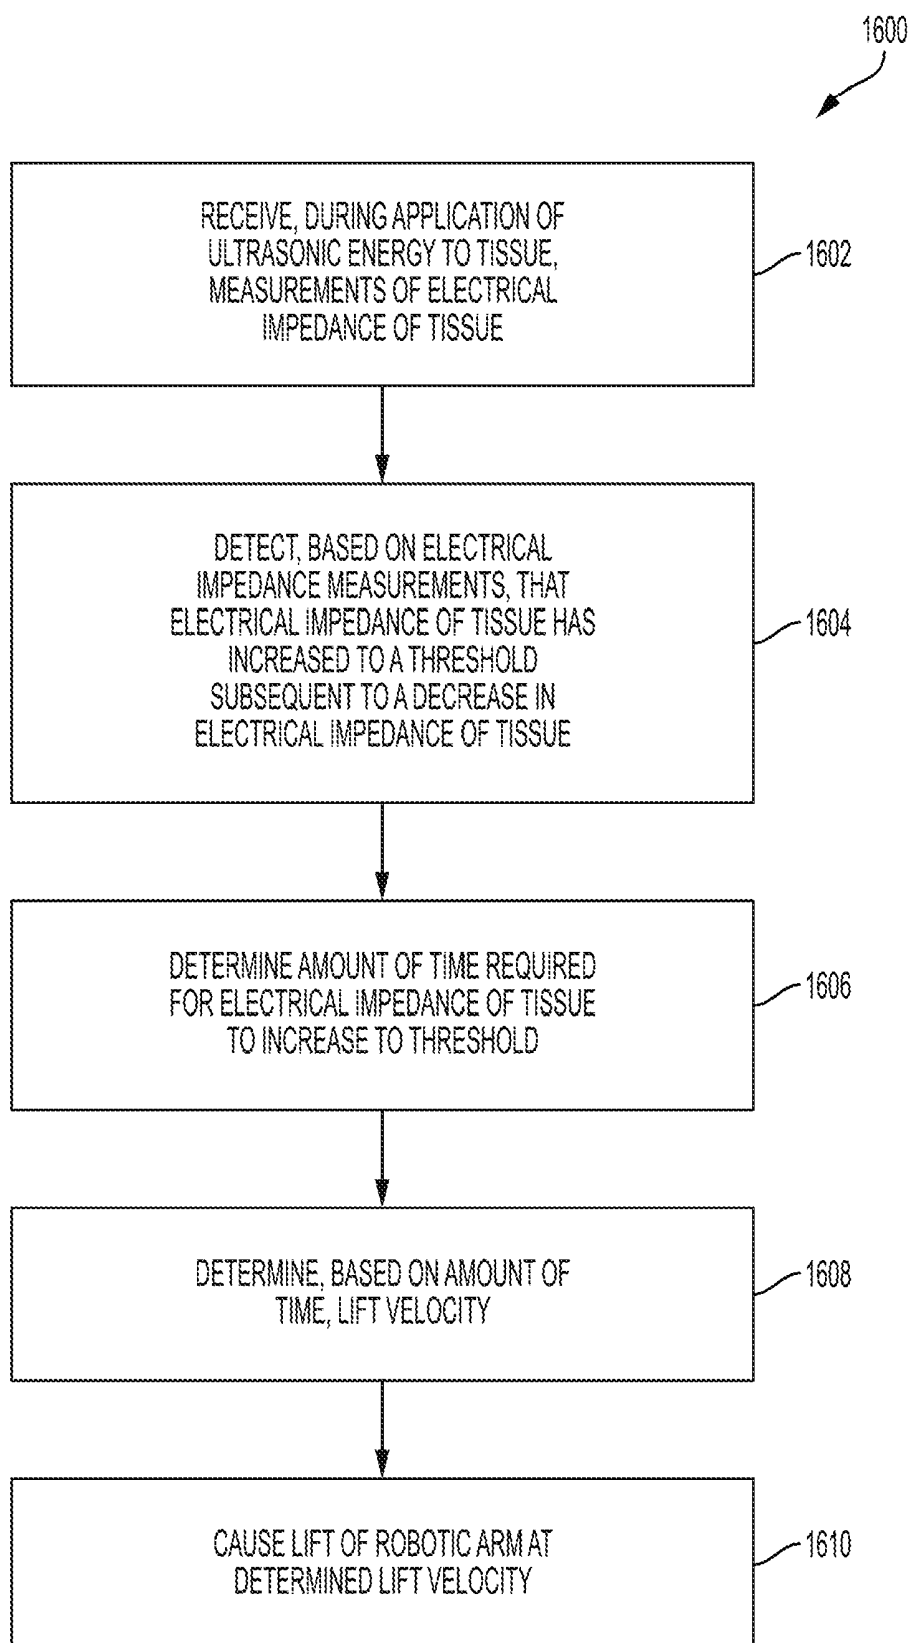 1600
RECEIVE, DURING APPLICATION OF
ULTRASONIC ENERGY TO TISSUE,
MEASUREMENTS OF ELECTRICAL
IMPEDANCE OF TISSUE
1602
DETECT, BASED ON ELECTRICAL
IMPEDANCE MEASUREMENTS, THAT
ELECTRICAL IMPEDANCE OF TISSUE HAS
INCREASED TO A THRESHOLD
SUBSEQUENT TO A DECREASE IN
ELECTRICAL IMPEDANCE OF TISSUE
1604
DETERMINE AMOUNT OF TIME REQUIRED
FOR ELECTRICAL IMPEDANCE OF TISSUE
TO INCREASE TO THRESHOLD
1606
DETERMINE, BASED ON AMOUNT OF
TIME, LIFT VELOCITY
1608
CAUSE LIFT OF ROBOTIC ARM AT
DETERMINED LIFT VELOCITY
1610